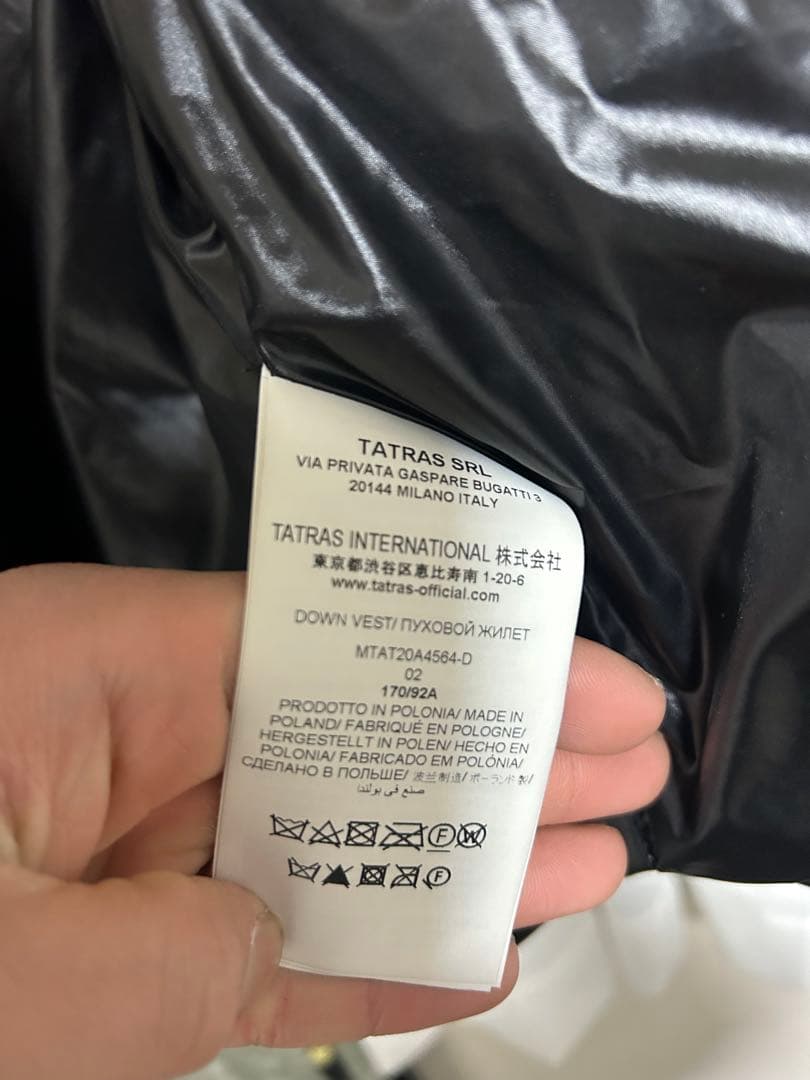 TATRAS SRL
VIA PRIVATA GASPARE BUGATTI 3
20144 MILANO ITALY
TATRAS INTERNATIONAL 株式会社
東京都渋谷区恵比寿南 1-20-6
www.tatras-official.com
DOWN VEST/ ПУХОВОЙ ЖИЛЕТ
MTAT20A4564-D
02
170/92A
PRODOTTO IN POLONIA/ MADE IN
POLAND/ FABRIQUÉ EN POLOGNE/
HERGESTELLT IN POLEN/ HECHO EN
POLONIA/ FABRICADO EM POLÓNIA/
СДЕЛАНО В ПОЛЬШЕ/ 波兰制造/ ポーランド製/
صنع في بولندا
F W
F